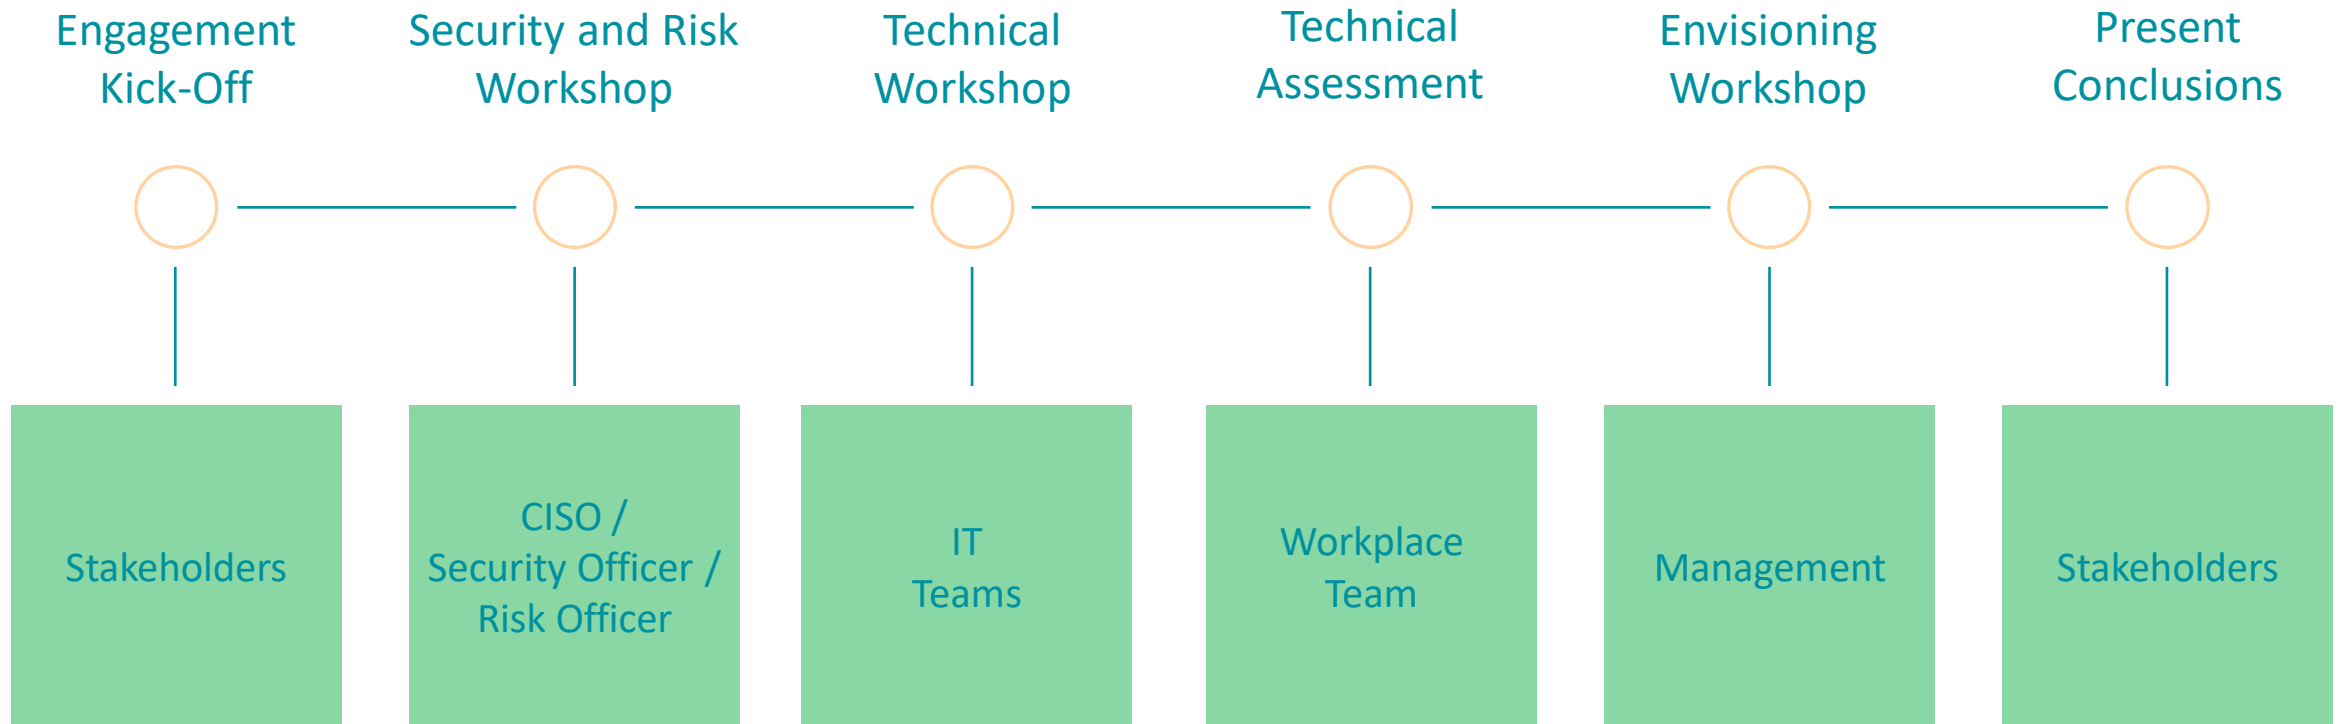 Engagement
Kick-Off
Security and Risk
Workshop
Technical
Workshop
Technical
Assessment
Envisioning
Workshop
Present
Conclusions
Stakeholders
CISO /
Security Officer /
Risk Officer
IT
Teams
Workplace
Team
Management
Stakeholders